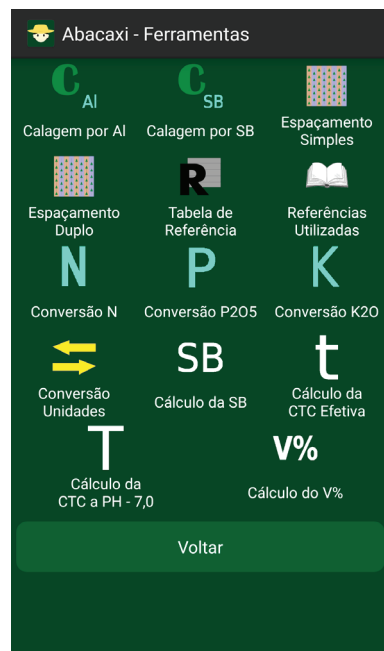 Abacaxi - Ferramentas
C Al
C SB
Calagem por Al
Calagem por SB
Espaçamento
Simples
Espaçamento
Duplo
R
Tabela de
Referência
Referências
Utilizadas
N
P
K
Conversão N
Conversão P2O5
Conversão K2O
Conversão
Unidades
SB
Cálculo da SB
t
Cálculo da
CTC Efetiva
T
Cálculo da
CTC a PH - 7,0
V%
Cálculo do V%
Voltar